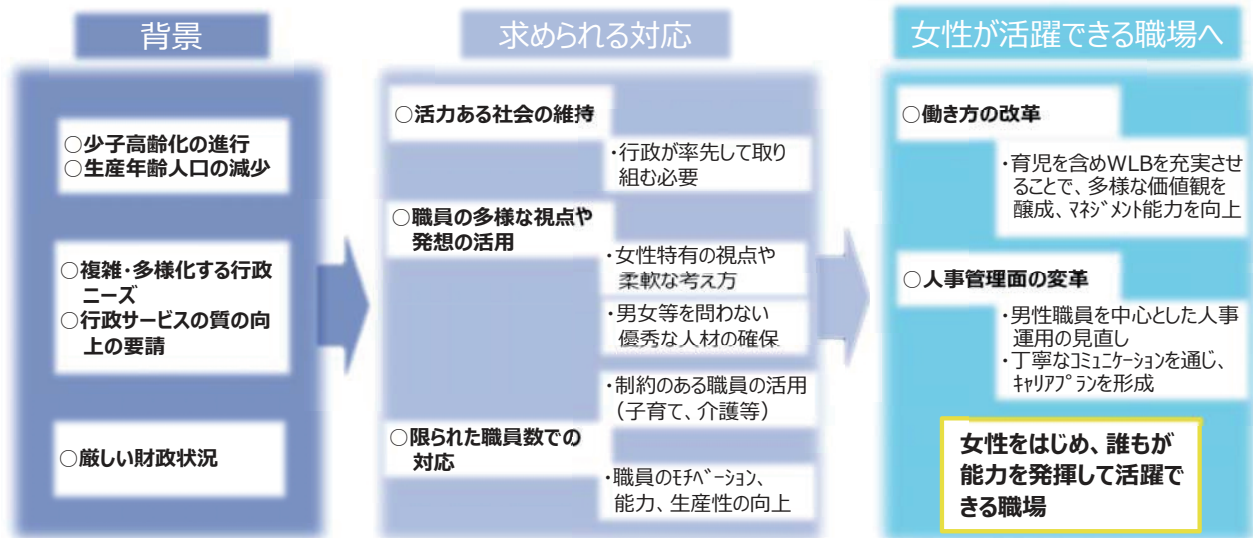 背景
○少子高齢化の進行
○生産年齢人口の減少
○複雑・多様化する行政
ニーズ
○行政サービスの質の向
上の要請
○厳しい財政状況
求められる対応
○活力ある社会の維持
・行政が率先して取り
組む必要
○職員の多様な視点や
発想の活用
・女性特有の視点や
柔軟な考え方
・男女等を問わない
優秀な人材の確保
・制約のある職員の活用
(子育て、介護等)
○限られた職員数での
対応
・職員のﾓﾁﾍﾞｰｼｮﾝ、
能力、生産性の向上
女性が活躍できる職場へ
○働き方の改革
・育児を含めWLBを充実させ
ることで、多様な価値観を
醸成、ﾏﾈｼﾞﾒﾝﾄ能力を向上
○人事管理面の変革
・男性職員を中心とした人事
運用の見直し
・丁寧なｺﾐｭﾆｹｰｼｮﾝを通じ、
ｷｬﾘｱﾌﾟﾗﾝを形成
女性をはじめ、誰もが
能力を発揮して活躍で
きる職場